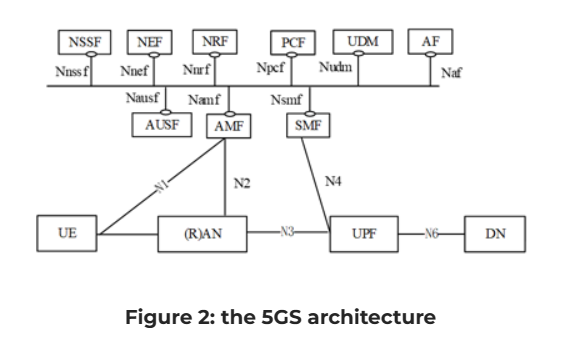 NSSF NEF NRF PCF UDM AF
Nnssf Nnef Nnrf Npcf Nudm Naf
Nausf Namf Nsmf
AUSF AMF SMF
N1 N2 N4
UE (R)AN N3 UPF N6 DN
Figure 2: the 5GS architecture